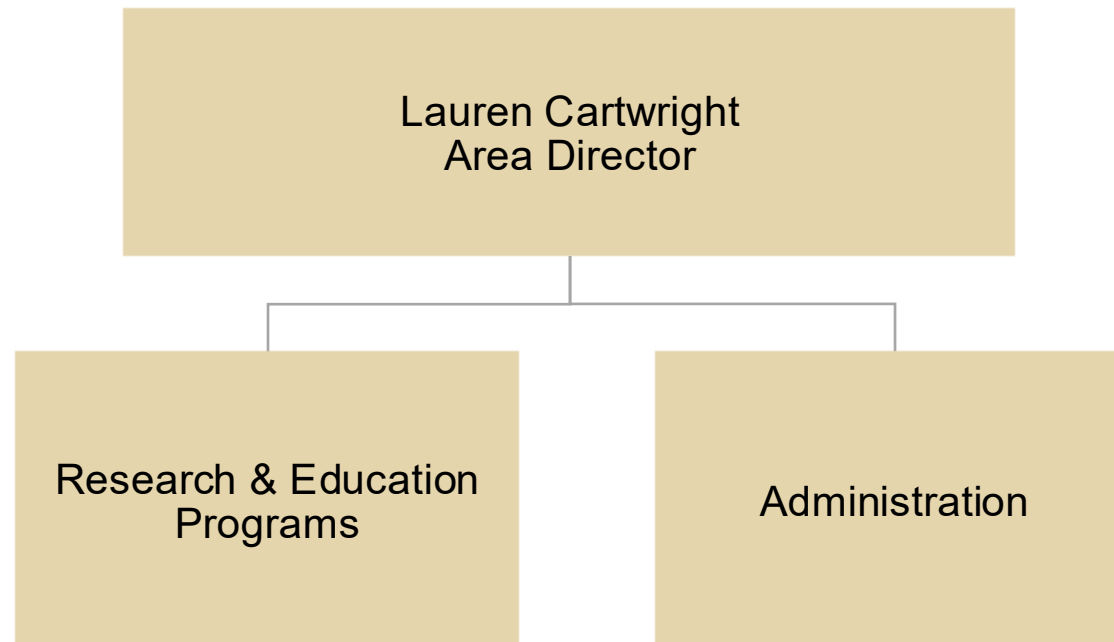 Lauren Cartwright
Area Director
Research & Education
Programs
Administration